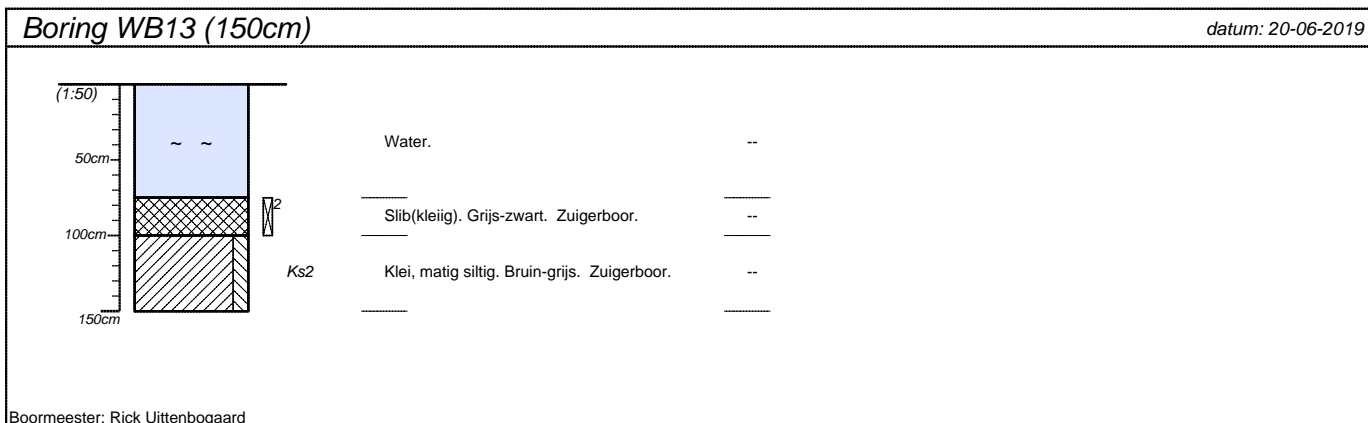 Boring WB13 (150cm)
datum: 20-06-2019
(1:50)
~ ~
Water.
--
50cm
2
Slib(kleiig). Grijs-zwart. Zuigerboor.
--
100cm
Ks2
Klei, matig siltig. Bruin-grijs. Zuigerboor.
--
150cm
Boormeester: Rick Uittenbogaard